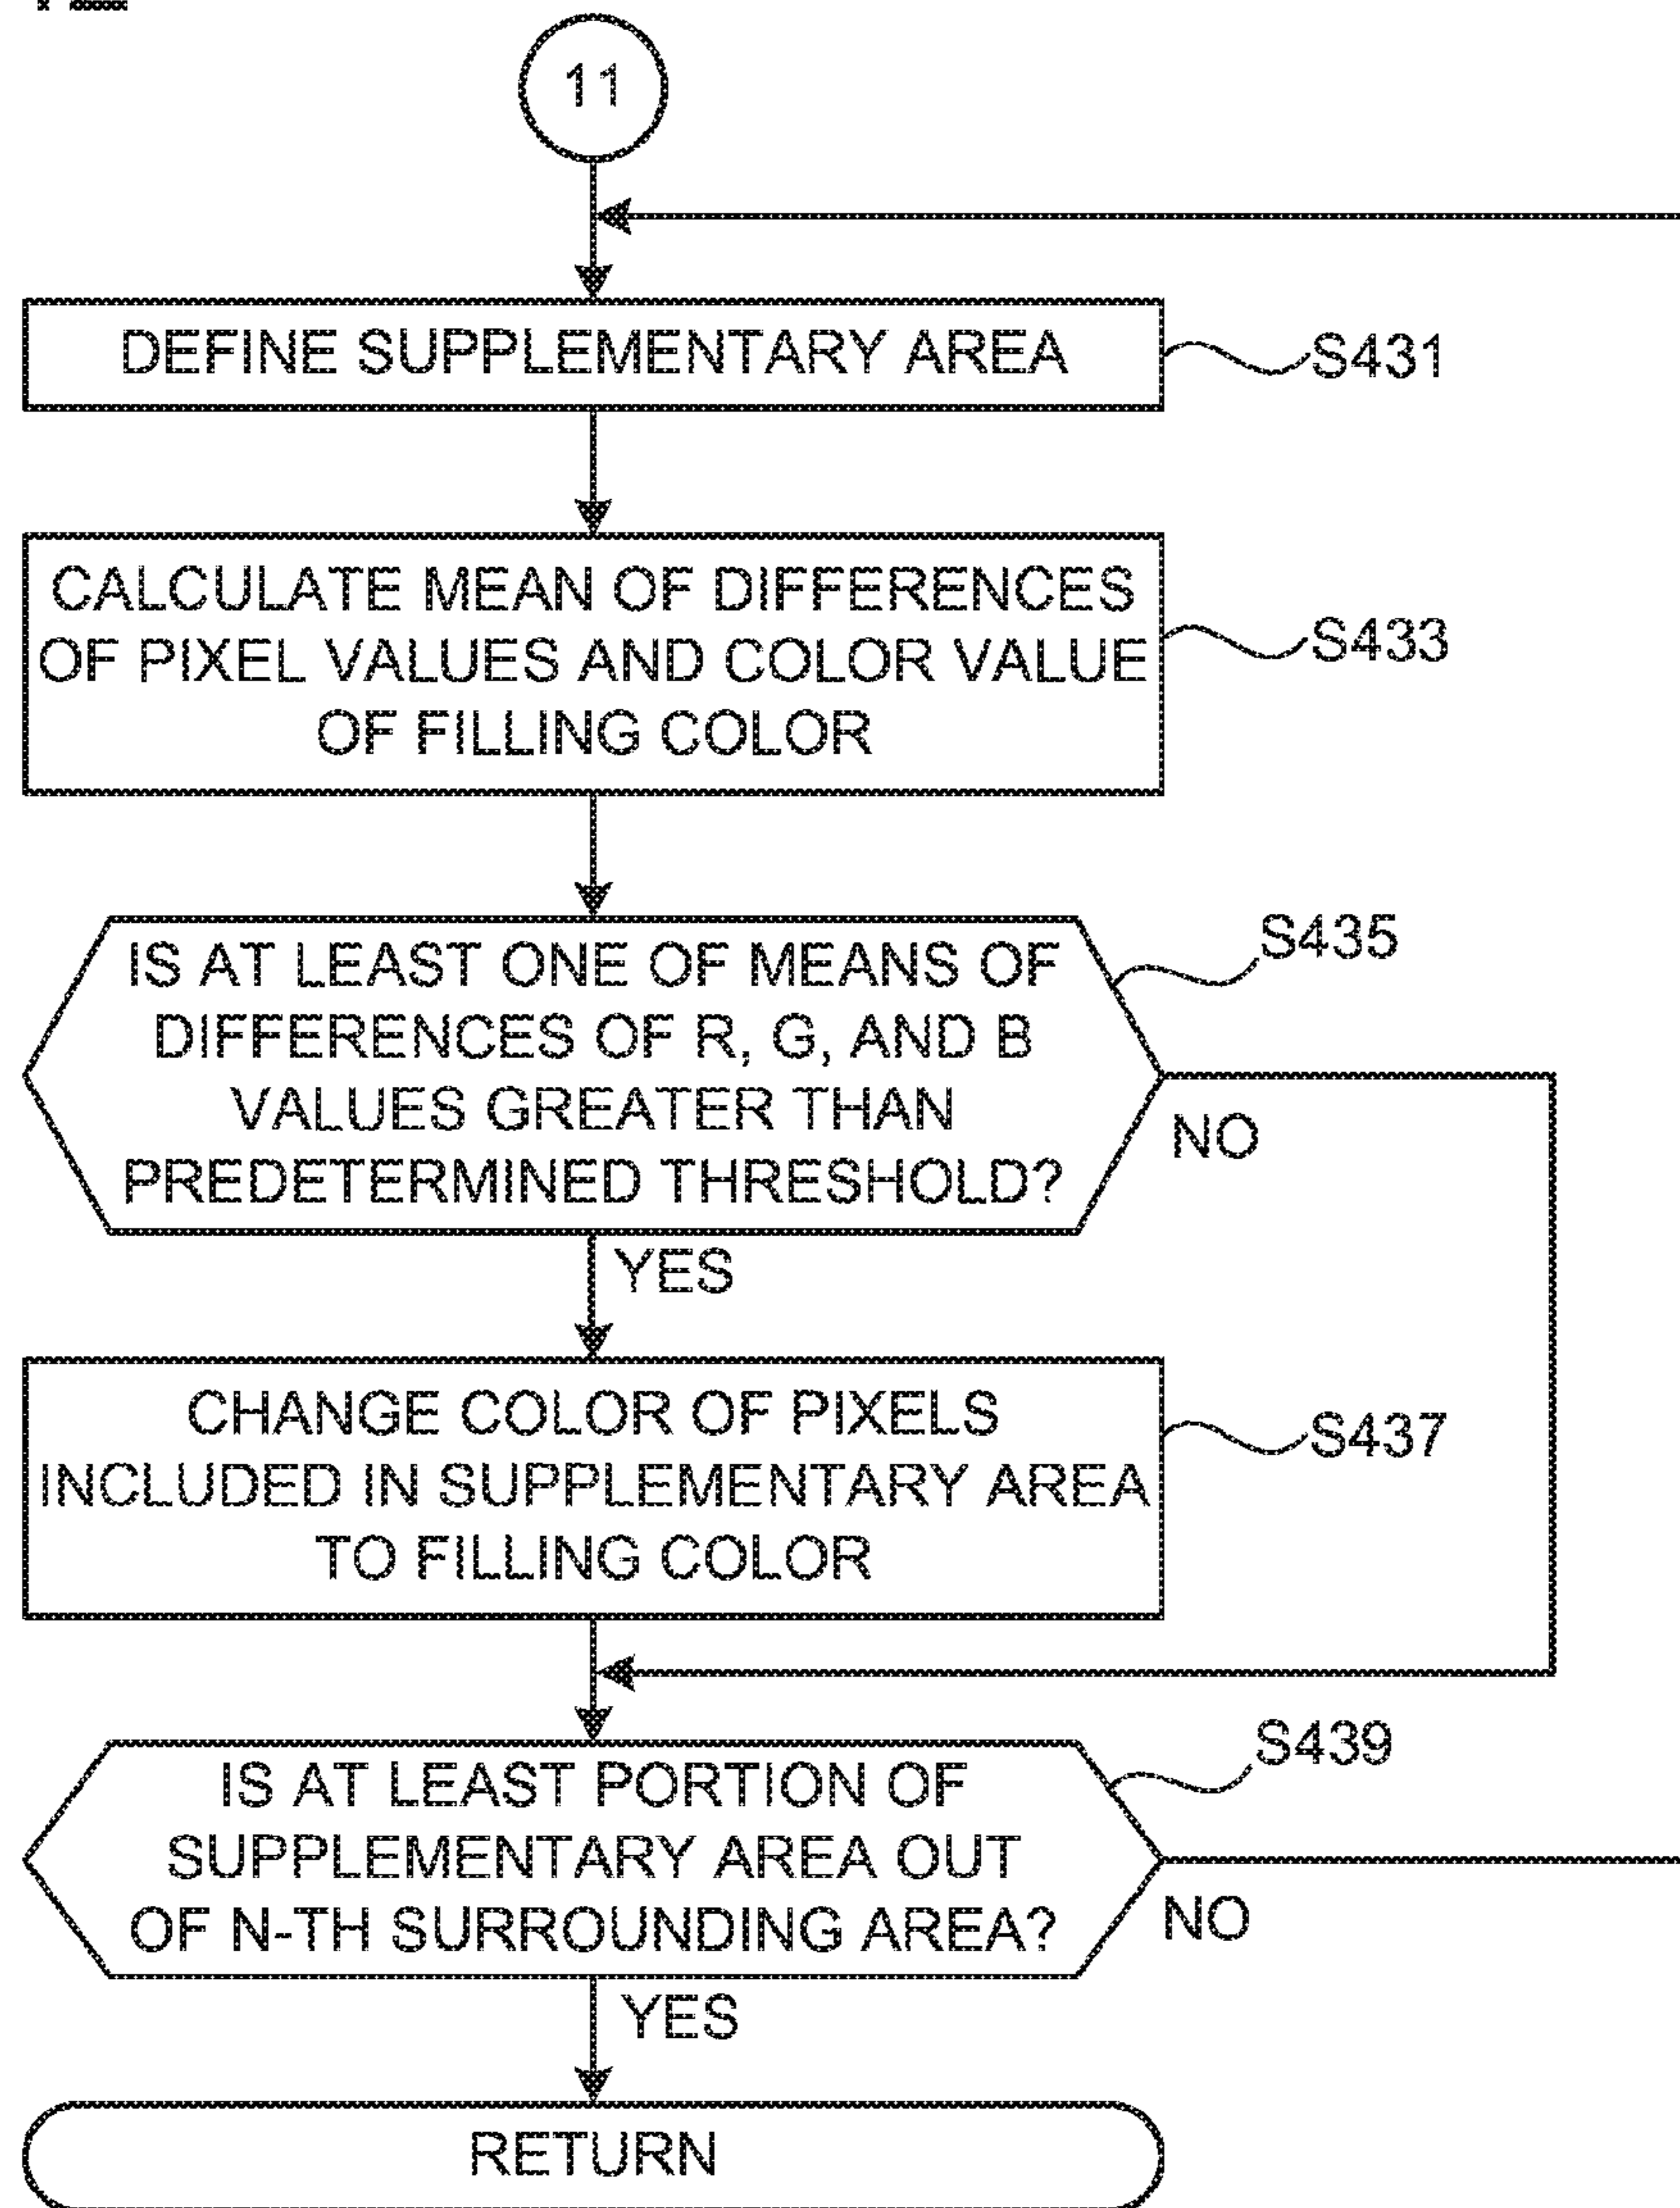 11
DEFINE SUPPLEMENTARY AREA
S431
CALCULATE MEAN OF DIFFERENCES
OF PIXEL VALUES AND COLOR VALUE
OF FILLING COLOR
S433
IS AT LEAST ONE OF MEANS OF
DIFFERENCES OF R, G, AND B
VALUES GREATER THAN
PREDETERMINED THRESHOLD?
S435
NO
YES
CHANGE COLOR OF PIXELS
INCLUDED IN SUPPLEMENTARY AREA
TO FILLING COLOR
S437
IS AT LEAST PORTION OF
SUPPLEMENTARY AREA OUT
OF N-TH SURROUNDING AREA?
S439
NO
YES
RETURN